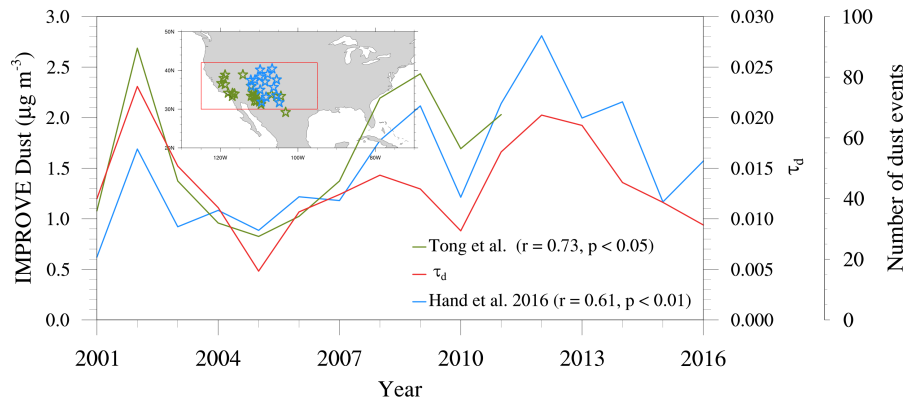 3.0
2.5
2.0
1.5
1.0
0.5
0.0
IMPROVE Dust (μg m⁻³)
50N
40N
30N
20N
120W
100W
80W
0.030
0.025
0.020
0.015
0.010
0.005
0.000
τd
100
80
60
40
20
0
Number of dust events
Tong et al. (r = 0.73, p < 0.05)
τd
Hand et al. 2016 (r = 0.61, p < 0.01)
2001 2004 2007 2010 2013 2016
Year